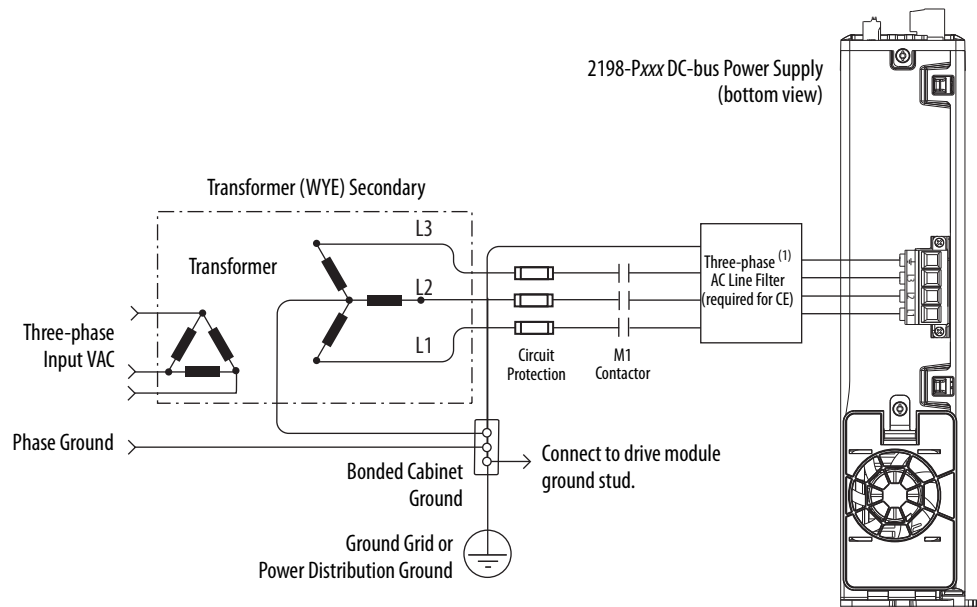 2198-Pxxx DC-bus Power Supply
(bottom view)
Transformer (WYE) Secondary
L3
Transformer
L2
Three-phase (1)
AC Line Filter
(required for CE)
Three-phase
Input VAC
L1
Circuit
Protection
M1
Contactor
Phase Ground
Bonded Cabinet
Ground
Connect to drive module
ground stud.
Ground Grid or
Power Distribution Ground